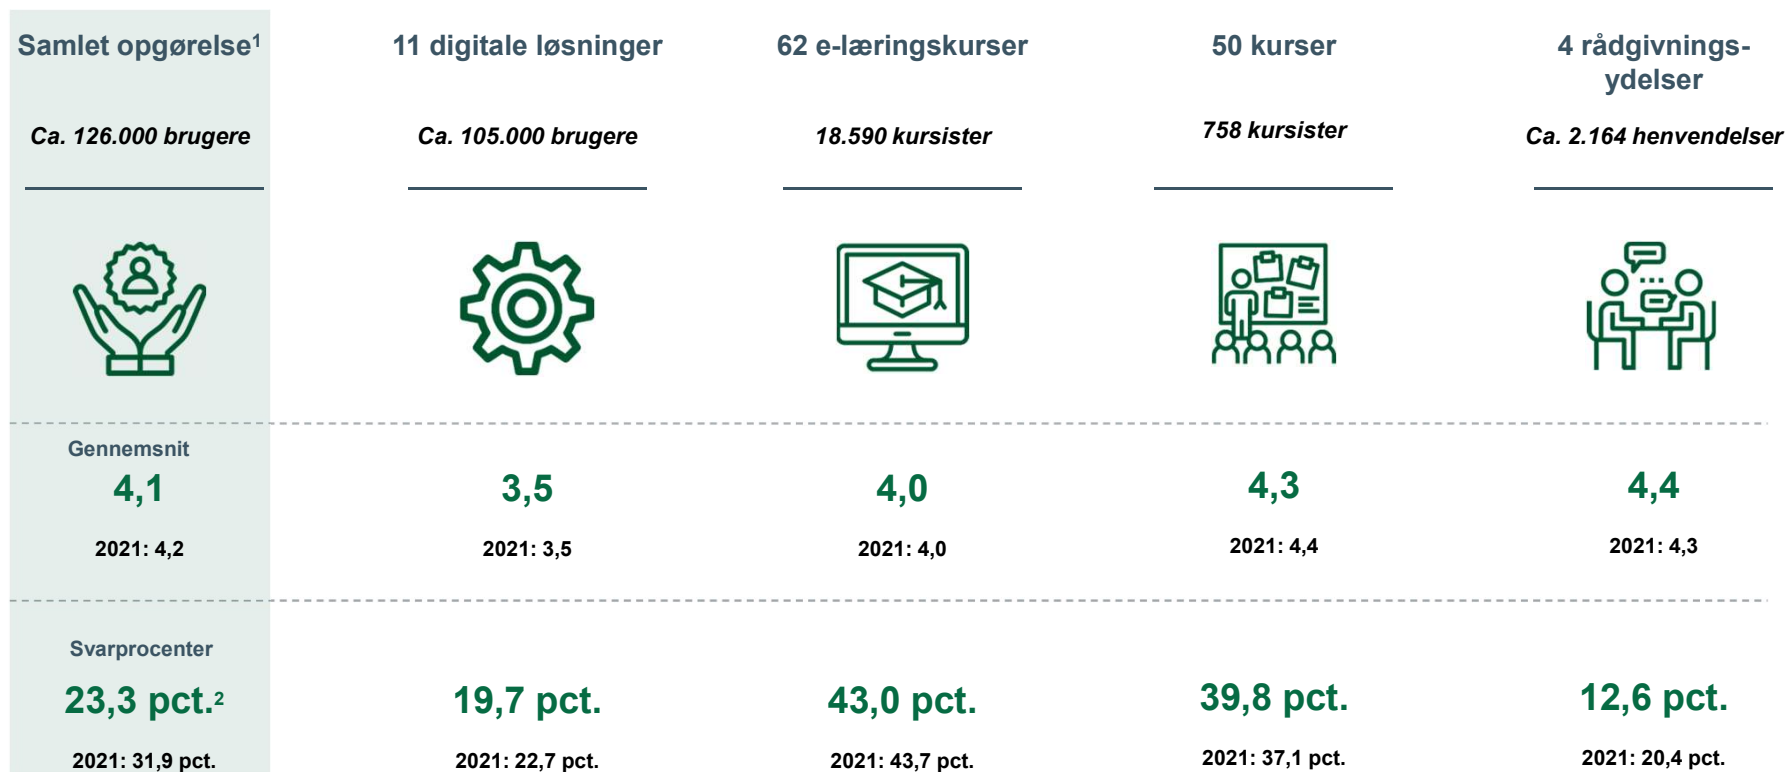 Samlet opgørelse¹
11 digitale løsninger
62 e-læringskurser
50 kurser
4 rådgivnings-
ydelser
Ca. 126.000 brugere
Ca. 105.000 brugere
18.590 kursister
758 kursister
Ca. 2.164 henvendelser
Gennemsnit
4,1
3,5
4,0
4,3
4,4
2021: 4,2
2021: 3,5
2021: 4,0
2021: 4,4
2021: 4,3
Svarprocenter
23,3 pct.²
19,7 pct.
43,0 pct.
39,8 pct.
12,6 pct.
2021: 31,9 pct.
2021: 22,7 pct.
2021: 43,7 pct.
2021: 37,1 pct.
2021: 20,4 pct.